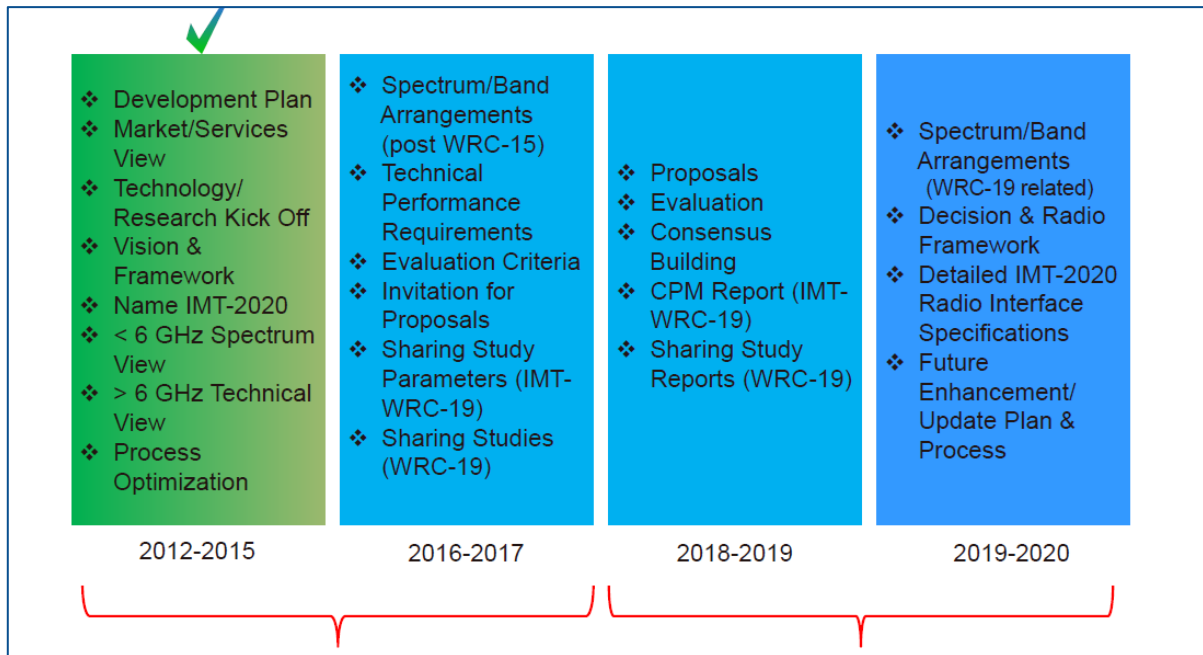 ❖ Development Plan
❖ Market/Services
View
❖ Technology/
Research Kick Off
❖ Vision &
Framework
❖ Name IMT-2020
❖ < 6 GHz Spectrum
View
❖ > 6 GHz Technical
View
❖ Process
Optimization
2012-2015
❖ Spectrum/Band
Arrangements
(post WRC-15)
❖ Technical
Performance
Requirements
❖ Evaluation Criteria
❖ Invitation for
Proposals
❖ Sharing Study
Parameters (IMT-
WRC-19)
❖ Sharing Studies
(WRC-19)
2016-2017
❖ Proposals
❖ Evaluation
❖ Consensus
Building
❖ CPM Report (IMT-
WRC-19)
❖ Sharing Study
Reports (WRC-19)
2018-2019
❖ Spectrum/Band
Arrangements
(WRC-19 related)
❖ Decision & Radio
Framework
❖ Detailed IMT-2020
Radio Interface
Specifications
❖ Future
Enhancement/
Update Plan &
Process
2019-2020